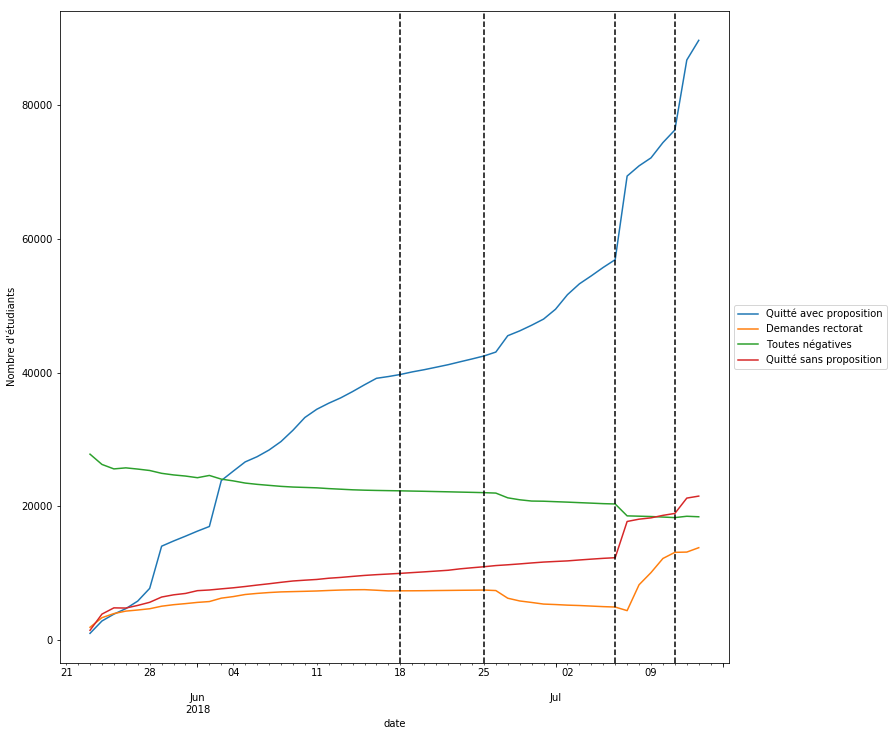 Nombre d'étudiants
80000
60000
40000
20000
0
21 28 04 11 18 25 02 09
Jun Jul
2018
date
Quitté avec proposition
Demandes rectorat
Toutes négatives
Quitté sans proposition